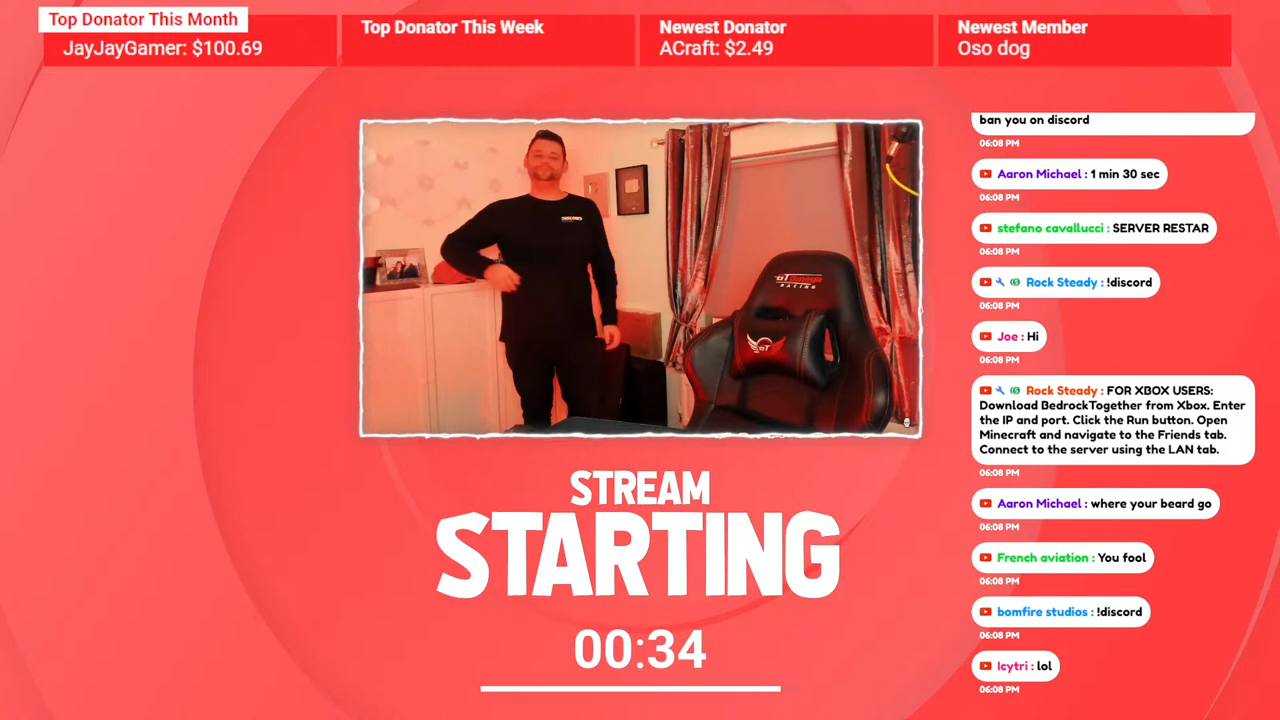 Top Donator This Month
JayJayGamer: $100.69
Top Donator This Week
Newest Donator
ACraft: $2.49
Newest Member
Oso dog
ban you on discord
06:08 PM
Aaron Michael : 1 min 30 sec
06:08 PM
stefano cavallucci : SERVER RESTAR
06:08 PM
Rock Steady : !discord
06:08 PM
Joe : Hi
06:08 PM
Rock Steady : FOR XBOX USERS:
Download BedrockTogether from Xbox. Enter
the IP and port. Click the Run button. Open
Minecraft and navigate to the Friends tab.
Connect to the server using the LAN tab.
06:08 PM
Aaron Michael : where your beard go
06:08 PM
French aviation : You fool
06:08 PM
bomfire studios : !discord
06:08 PM
Icytri : lol
06:08 PM
RACING
STREAM
STARTING
00:34